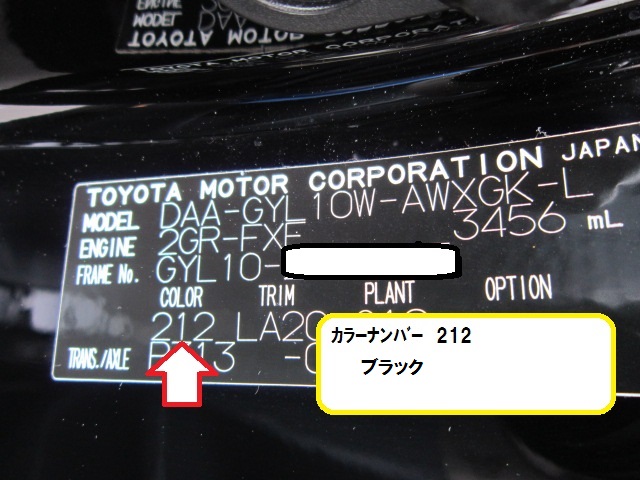 TOYOTA MOTOR CORPORATION JAPAN
MODEL DAA-GYL10W-AWXGK-L
ENGINE 2GR-FXE 3456 mL
FRAME No. GYL10-
COLOR TRIM PLANT OPTION
212 LA20
TRANS./AXLE
ｶﾗｰﾅﾝﾊﾞｰ 212
ブラック